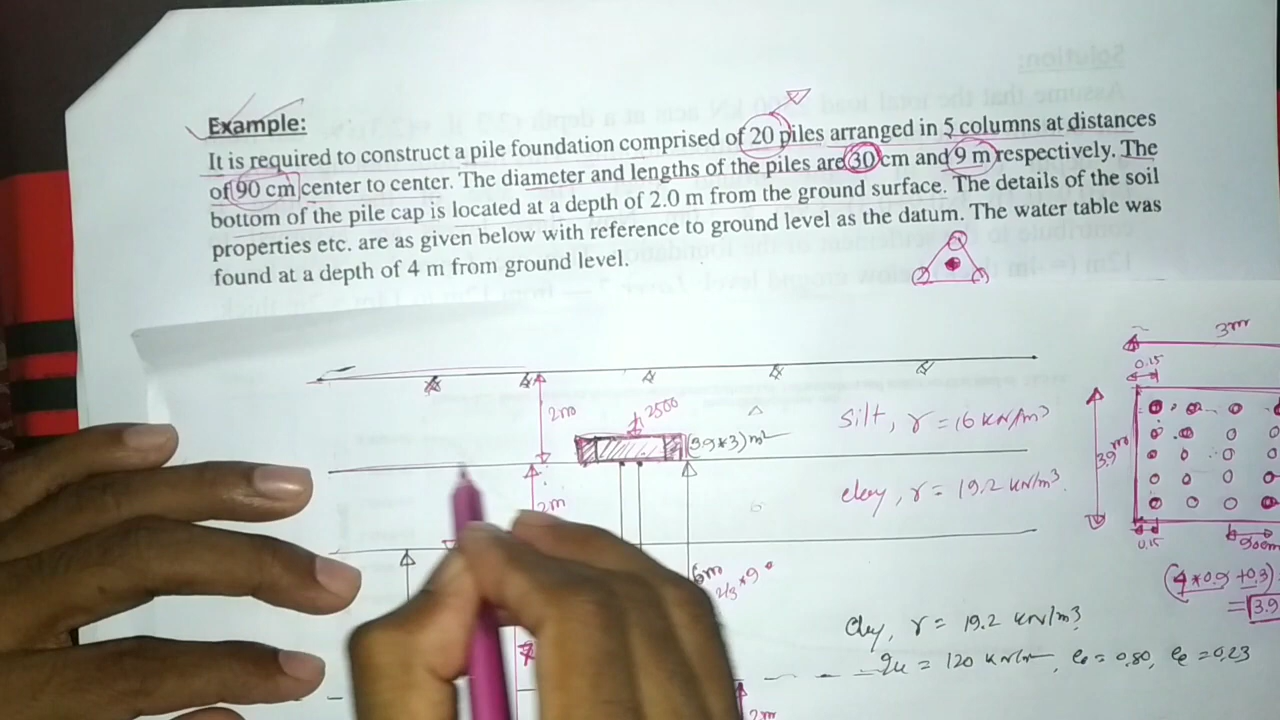 Example:
It is required to construct a pile foundation comprised of 20 piles arranged in 5 columns at distances
of 90 cm center to center. The diameter and lengths of the piles are 30 cm and 9 m respectively. The
bottom of the pile cap is located at a depth of 2.0 m from the ground surface. The details of the soil
properties etc. are as given below with reference to ground level as the datum. The water table was
found at a depth of 4 m from ground level.
3m
0.15
2m
2500
(3.9*3)m²
silt, γ = 16 kN/m³
3.9m
clay, γ = 19.2 kN/m³
2m
0.15
90cm
6m
2/3*9
(4*0.9+0.3)
= 3.9
clay, γ = 19.2 kN/m³
qu = 120 kN/m², e₀ = 0.80, cc = 0.23
7
2m